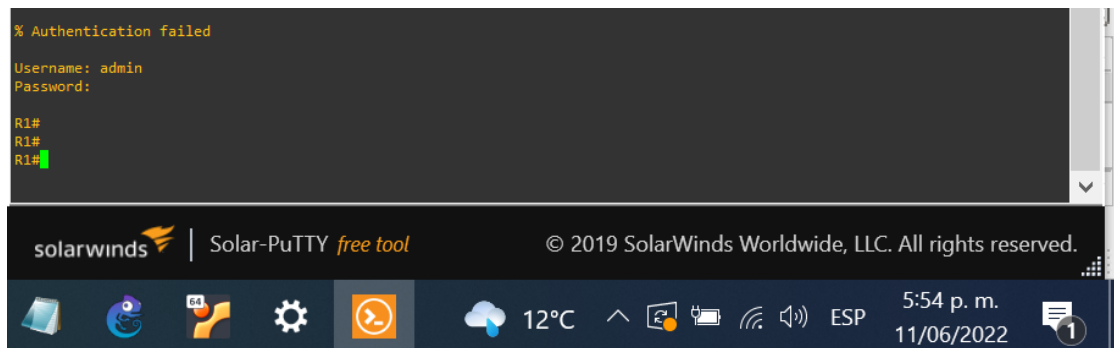 % Authentication failed
Username: admin
Password:
R1#
R1#
R1#
solarwinds | Solar-PuTTY free tool © 2019 SolarWinds Worldwide, LLC. All rights reserved.
64
12°C ESP 5:54 p. m.
11/06/2022
1